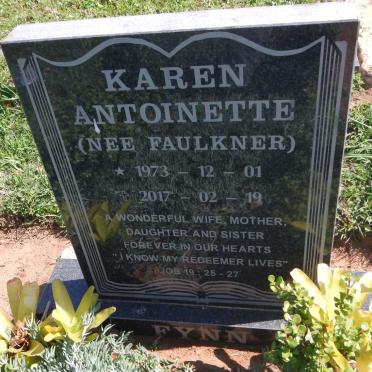 KAREN
ANTOINETTE
(NEE FAULKNER)
1973 - 12 - 01
2017 - 02 - 19
A WONDERFUL WIFE, MOTHER,
DAUGHTER AND SISTER
FOREVER IN OUR HEARTS
"I KNOW MY REDEEMER LIVES"
JOB 19 : 25 - 27
FYNN